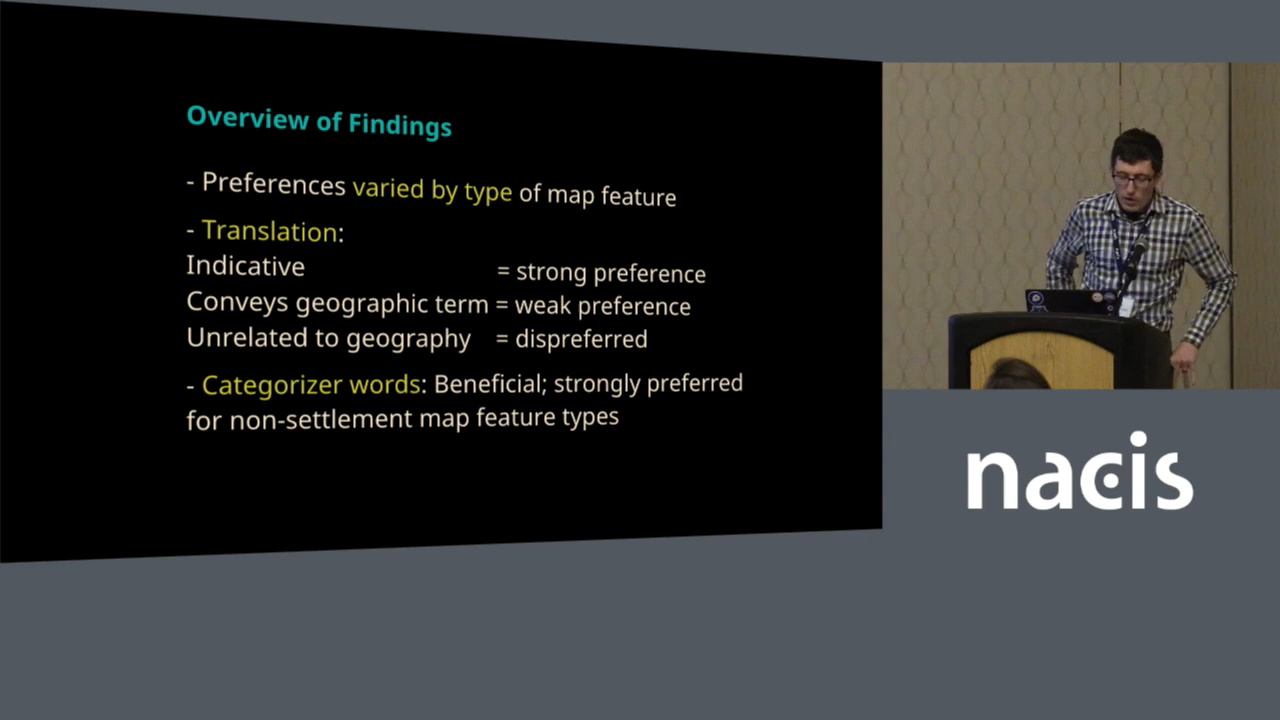 Overview of Findings
- Preferences varied by type of map feature
- Translation:
Indicative = strong preference
Conveys geographic term = weak preference
Unrelated to geography = dispreferred
- Categorizer words: Beneficial; strongly preferred
for non-settlement map feature types
nacis